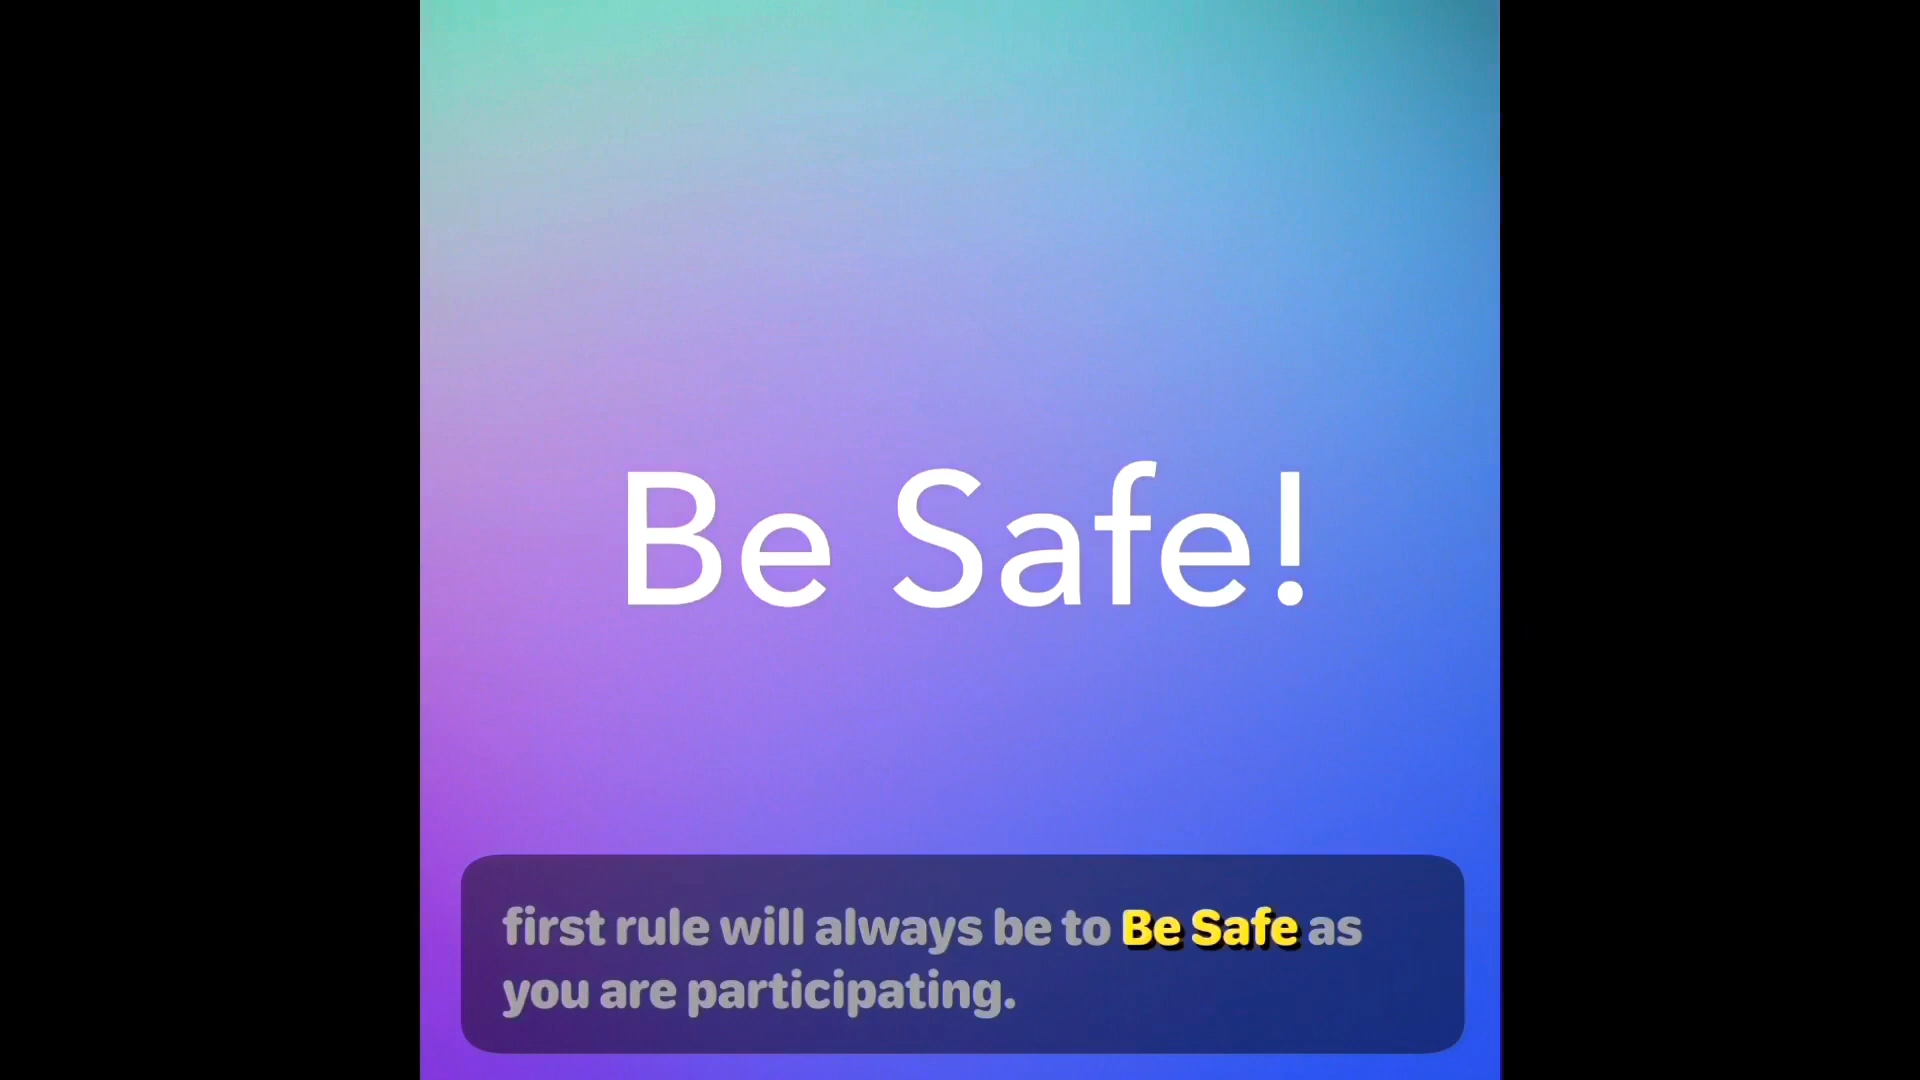 Be Safe!
first rule will always be to Be Safe as
you are participating.